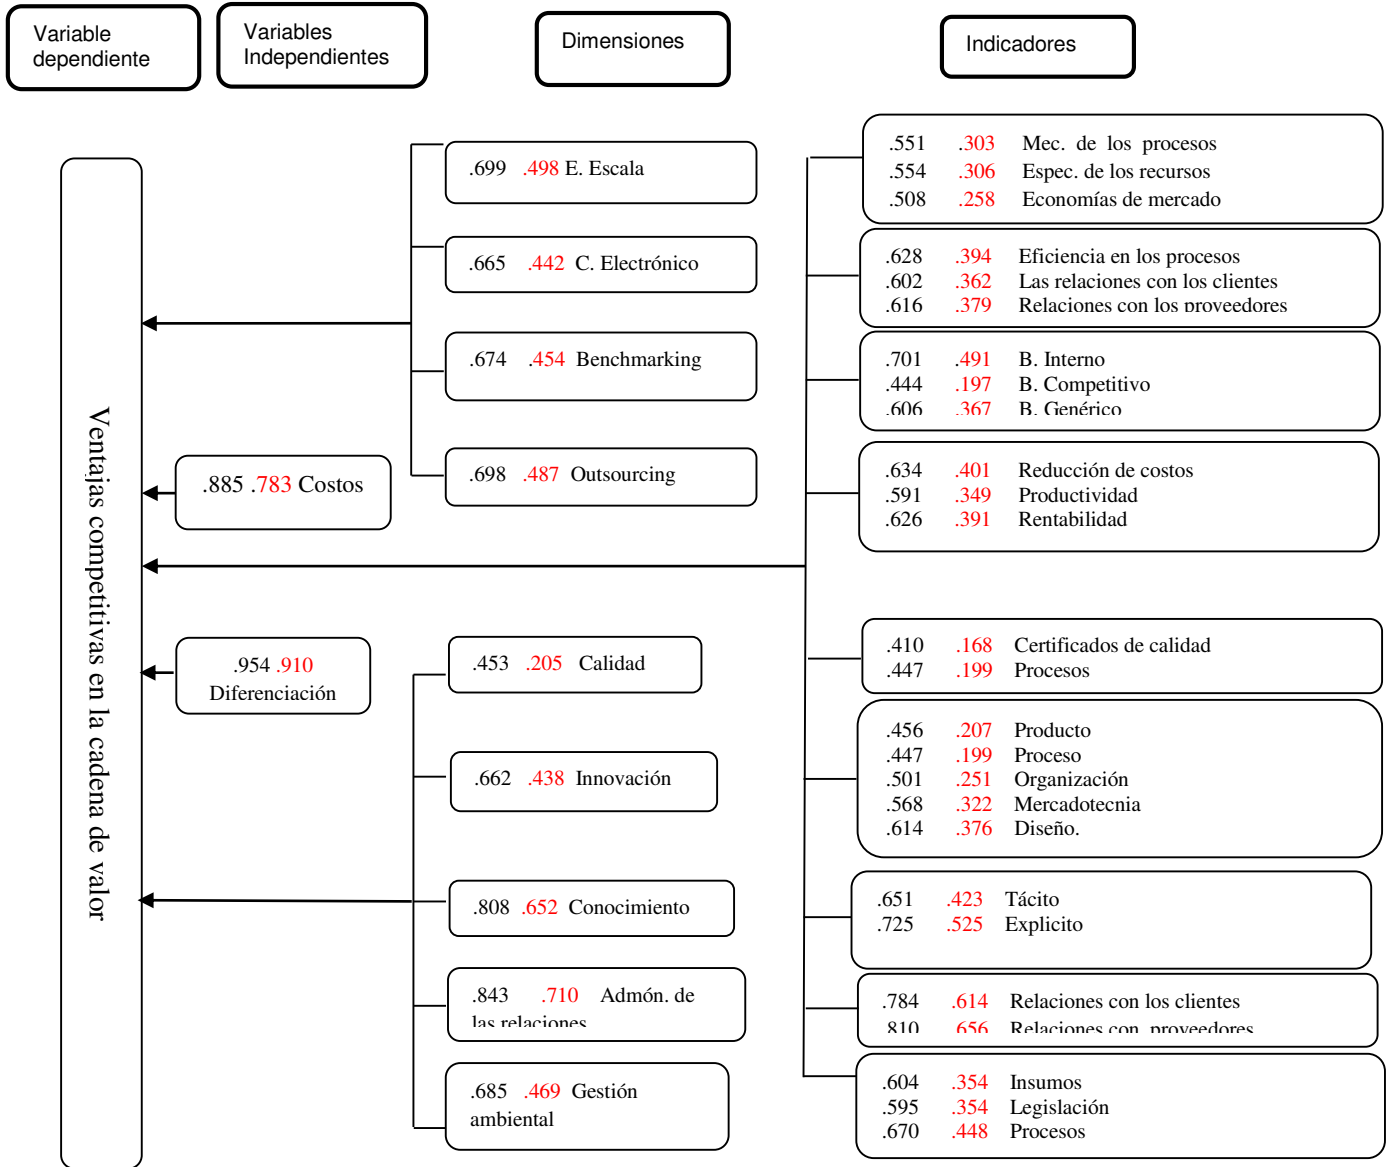 Variable
dependiente
Variables
Independientes
Dimensiones
Indicadores
Ventajas competitivas en la cadena de valor
.885 .783 Costos
.954 .910
Diferenciación
.699 .498 E. Escala
.665 .442 C. Electrónico
.674 .454 Benchmarking
.698 .487 Outsourcing
.453 .205 Calidad
.662 .438 Innovación
.808 .652 Conocimiento
.843 .710 Admón. de
las relaciones
.685 .469 Gestión
ambiental
.551 .303 Mec. de los procesos
.554 .306 Espec. de los recursos
.508 .258 Economías de mercado
.628 .394 Eficiencia en los procesos
.602 .362 Las relaciones con los clientes
.616 .379 Relaciones con los proveedores
.701 .491 B. Interno
.444 .197 B. Competitivo
.606 .367 B. Genérico
.634 .401 Reducción de costos
.591 .349 Productividad
.626 .391 Rentabilidad
.410 .168 Certificados de calidad
.447 .199 Procesos
.456 .207 Producto
.447 .199 Proceso
.501 .251 Organización
.568 .322 Mercadotecnia
.614 .376 Diseño.
.651 .423 Tácito
.725 .525 Explicito
.784 .614 Relaciones con los clientes
.810 .656 Relaciones con proveedores
.604 .354 Insumos
.595 .354 Legislación
.670 .448 Procesos